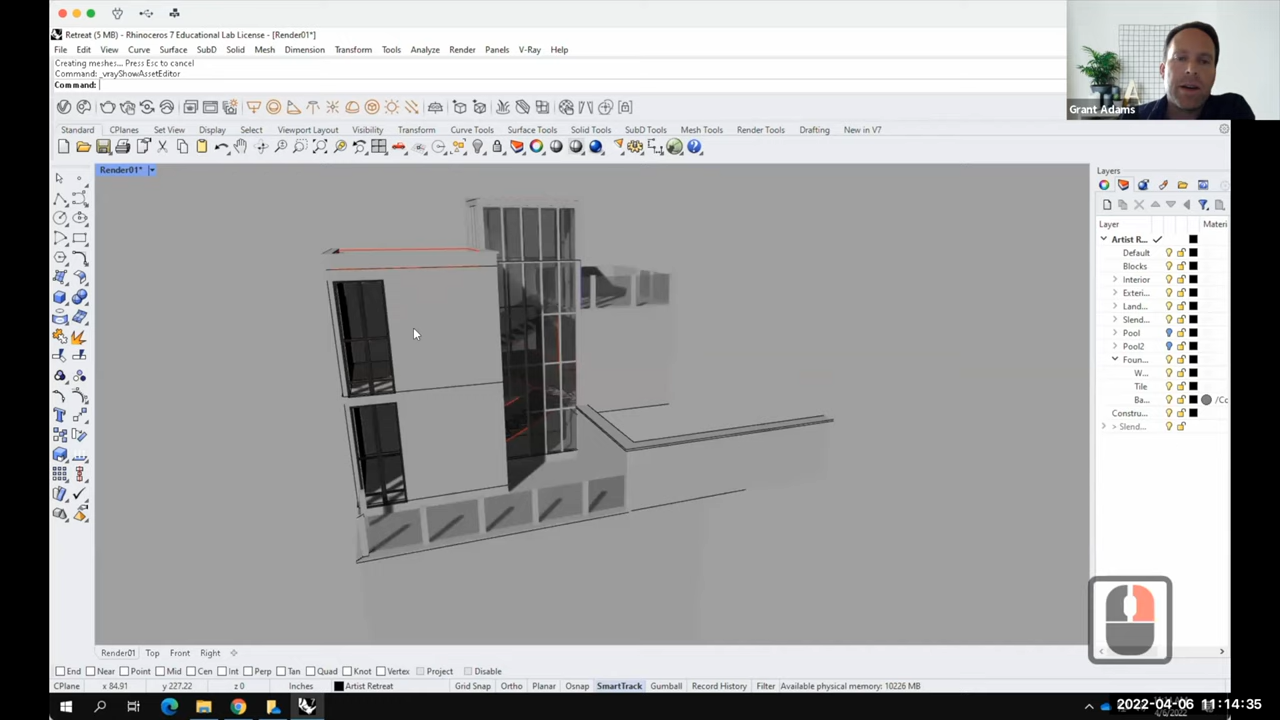 Retreat (5 MB) - Rhinoceros 7 Educational Lab License - [Render01*]
File Edit View Curve Surface SubD Solid Mesh Dimension Transform Tools Analyze Render Panels V-Ray Help
Creating meshes... Press Esc to cancel
Command: _vrayShowAssetEditor
Command:
Grant Adams
Standard CPlanes Set View Display Select Viewport Layout Visibility Transform Curve Tools Surface Tools Solid Tools SubD Tools Mesh Tools Render Tools Drafting New in V7
Render01*
Layers
Layer Materi
Artist R...
Default
Blocks
Interior
Exteri...
Land...
Slend...
Pool
Pool2
Foun...
W...
Tile
Ba... /Cc
Constru...
Slend...
Render01 Top Front Right
End Near Point Mid Cen Int Perp Tan Quad Knot Vertex Project Disable
CPlane x 84.91 y 227.22 z 0 Inches Artist Retreat Grid Snap Ortho Planar Osnap SmartTrack Gumball Record History Filter Available physical memory: 10226 MB
2022-04-06 11:14:35